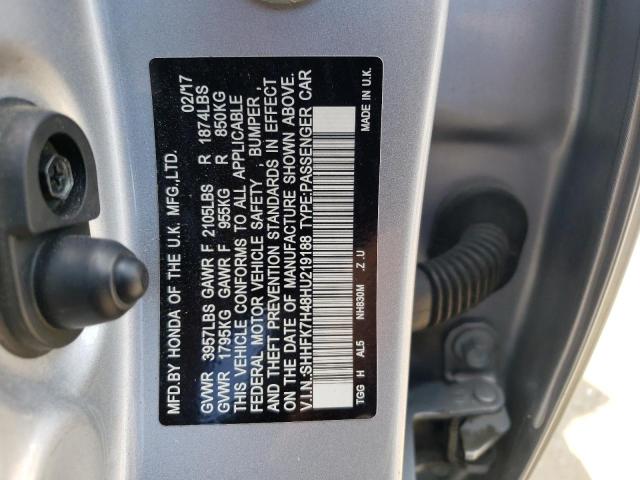 MFD.BY HONDA OF THE U.K. MFG.,LTD. 02/17
GVWR 3957LBS GAWR F 2105LBS R 1874LBS
GVWR 1795KG GAWR F 955KG R 850KG
THIS VEHICLE CONFORMS TO ALL APPLICABLE
FEDERAL MOTOR VEHICLE SAFETY , BUMPER ,
AND THEFT PREVENTION STANDARDS IN EFFECT
ON THE DATE OF MANUFACTURE SHOWN ABOVE.
V.I.N.:SHHFK7H48HU219188 TYPE:PASSENGER CAR
TGG H AL5 NH830M .Z .U MADE IN U.K.